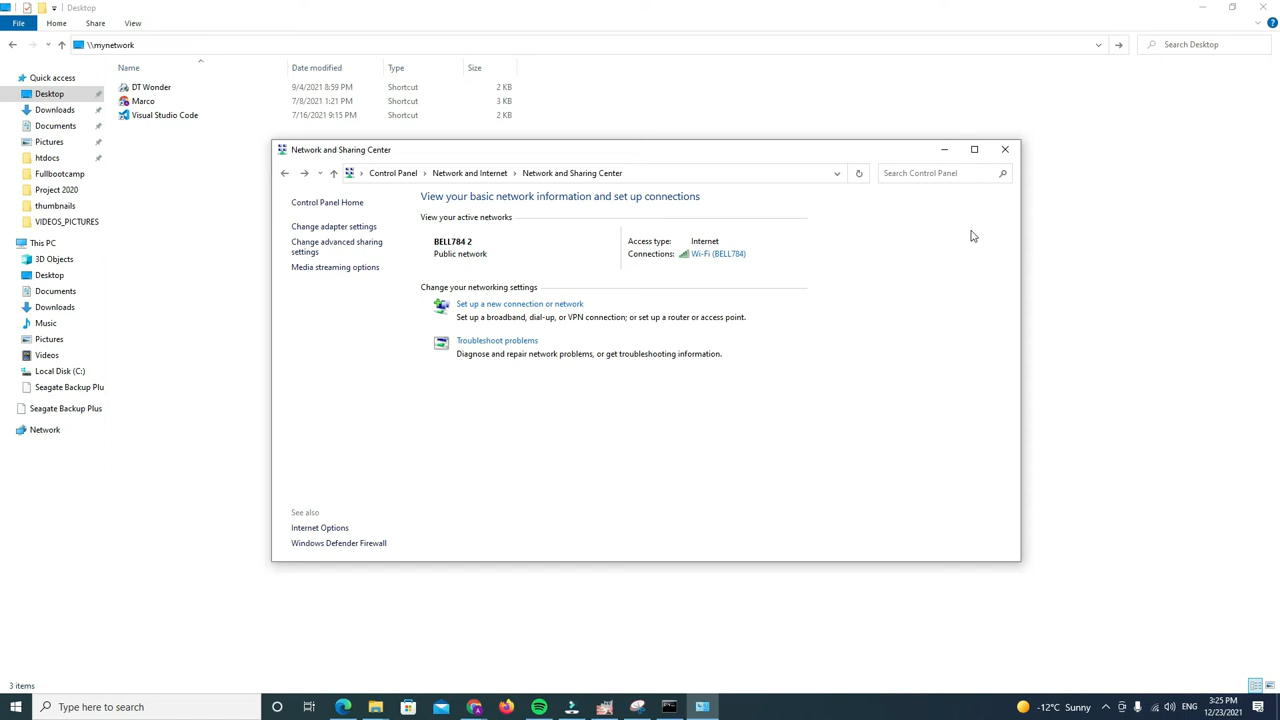 Desktop
File Home Share View
\\mynetwork
Search Desktop
Name Date modified Type Size
Quick access
Desktop
Downloads
Documents
Pictures
htdocs
Fullbootcamp
Project 2020
thumbnails
VIDEOS_PICTURES
This PC
3D Objects
Desktop
Documents
Downloads
Music
Pictures
Videos
Local Disk (C:)
Seagate Backup Plu
Seagate Backup Plus
Network
DT Wonder 9/4/2021 8:59 PM Shortcut 2 KB
Marco 7/8/2021 1:21 PM Shortcut 3 KB
Visual Studio Code 7/16/2021 9:15 PM Shortcut 2 KB
Network and Sharing Center
Control Panel > Network and Internet > Network and Sharing Center
Search Control Panel
Control Panel Home
Change adapter settings
Change advanced sharing
settings
Media streaming options
See also
Internet Options
Windows Defender Firewall
View your basic network information and set up connections
View your active networks
BELL784 2
Public network
Access type: Internet
Connections: Wi-Fi (BELL784)
Change your networking settings
Set up a new connection or network
Set up a broadband, dial-up, or VPN connection; or set up a router or access point.
Troubleshoot problems
Diagnose and repair network problems, or get troubleshooting information.
3 items
Type here to search
-12°C Sunny
ENG
3:25 PM
12/23/2021